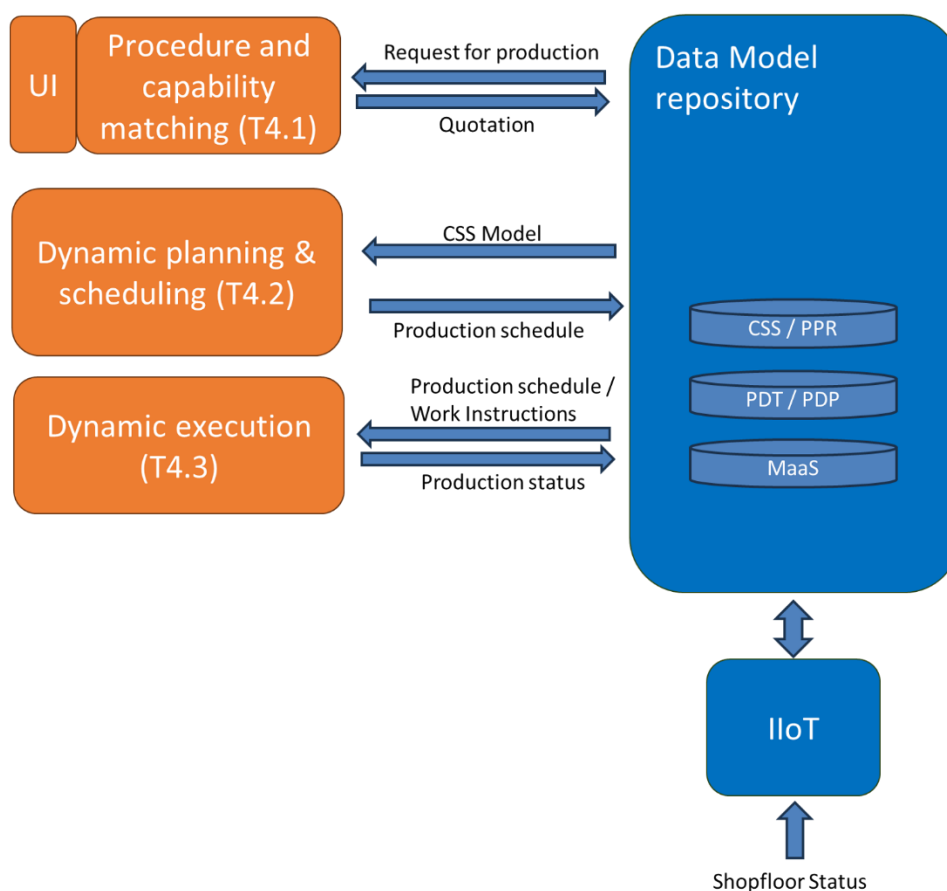 UI
Procedure and
capability
matching (T4.1)
Request for production
Quotation
Data Model
repository
Dynamic planning &
scheduling (T4.2)
CSS Model
Production schedule
CSS / PPR
PDT / PDP
MaaS
Dynamic execution
(T4.3)
Production schedule /
Work Instructions
Production status
IIoT
Shopfloor Status